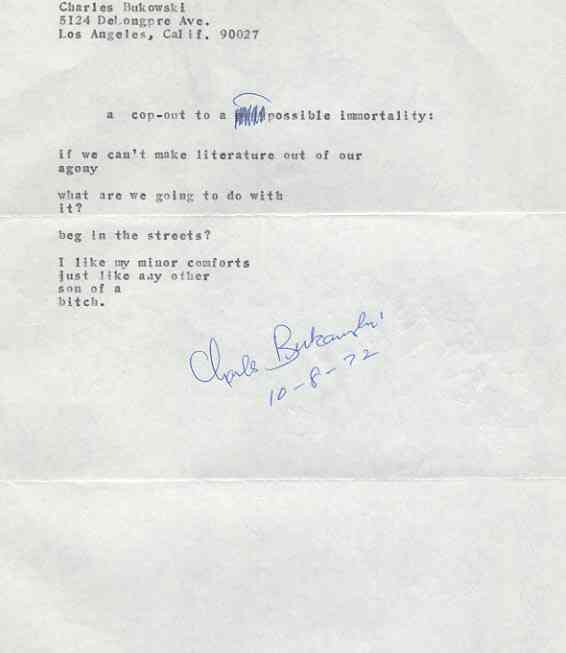 Charles Bukowski
5124 DeLongpre Ave.
Los Angeles, Calif. 90027
a cop-out to a possible immortality:
if we can't make literature out of our
agony
what are we going to do with
it?
beg in the streets?
I like my minor comforts
just like any other
son of a
bitch.
Charles Bukowski
10-8-72